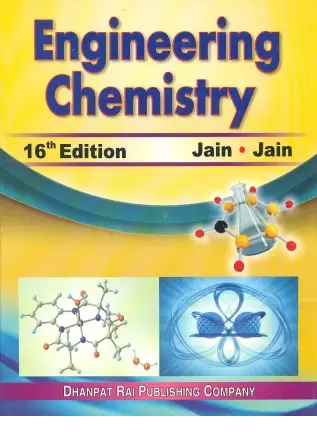 Engineering
Chemistry
16th Edition Jain • Jain
DHANPAT RAI PUBLISHING COMPANY